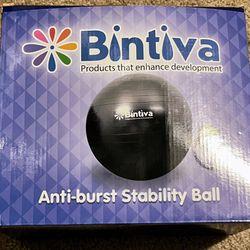 Bintiva
Products that enhance development
Bintiva
Anti-burst Stability Ball